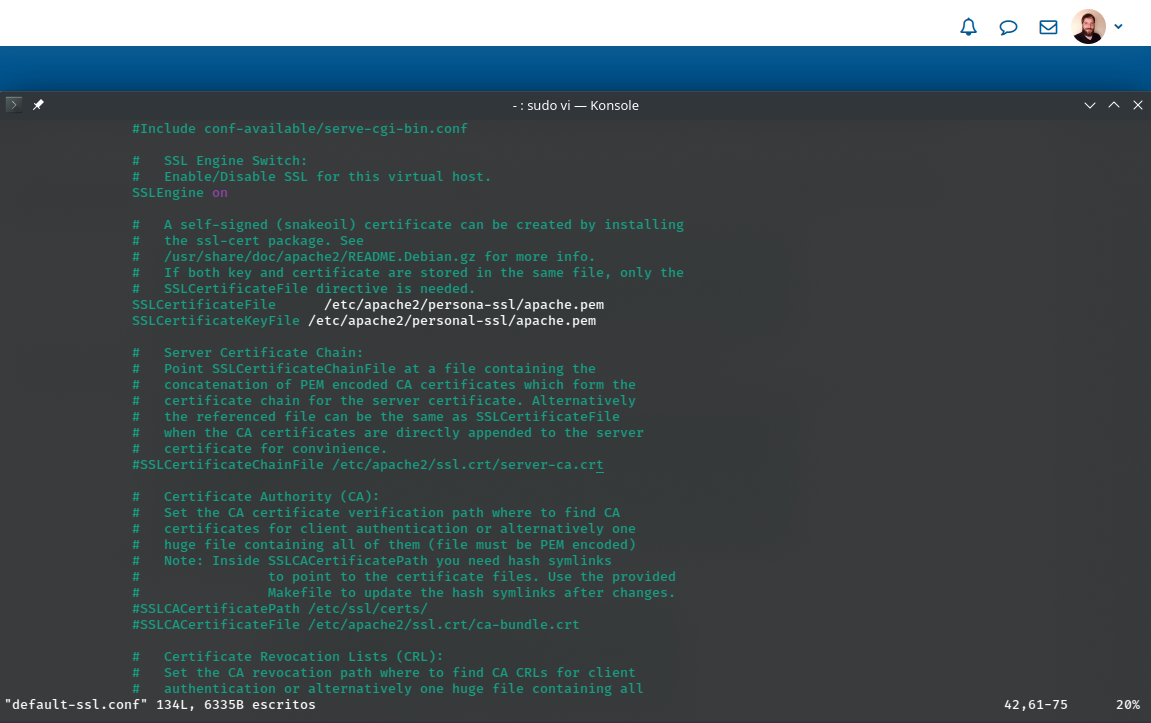 - : sudo vi — Konsole
#Include conf-available/serve-cgi-bin.conf
#   SSL Engine Switch:
#   Enable/Disable SSL for this virtual host.
SSLEngine on
#   A self-signed (snakeoil) certificate can be created by installing
#   the ssl-cert package. See
#   /usr/share/doc/apache2/README.Debian.gz for more info.
#   If both key and certificate are stored in the same file, only the
#   SSLCertificateFile directive is needed.
SSLCertificateFile      /etc/apache2/persona-ssl/apache.pem
SSLCertificateKeyFile /etc/apache2/personal-ssl/apache.pem
#   Server Certificate Chain:
#   Point SSLCertificateChainFile at a file containing the
#   concatenation of PEM encoded CA certificates which form the
#   certificate chain for the server certificate. Alternatively
#   the referenced file can be the same as SSLCertificateFile
#   when the CA certificates are directly appended to the server
#   certificate for convinience.
#SSLCertificateChainFile /etc/apache2/ssl.crt/server-ca.crt
#   Certificate Authority (CA):
#   Set the CA certificate verification path where to find CA
#   certificates for client authentication or alternatively one
#   huge file containing all of them (file must be PEM encoded)
#   Note: Inside SSLCACertificatePath you need hash symlinks
#                to point to the certificate files. Use the provided
#                Makefile to update the hash symlinks after changes.
#SSLCACertificatePath /etc/ssl/certs/
#SSLCACertificateFile /etc/apache2/ssl.crt/ca-bundle.crt
#   Certificate Revocation Lists (CRL):
#   Set the CA revocation path where to find CA CRLs for client
#   authentication or alternatively one huge file containing all
"default-ssl.conf" 134L, 6335B escritos 42,61-75 20%